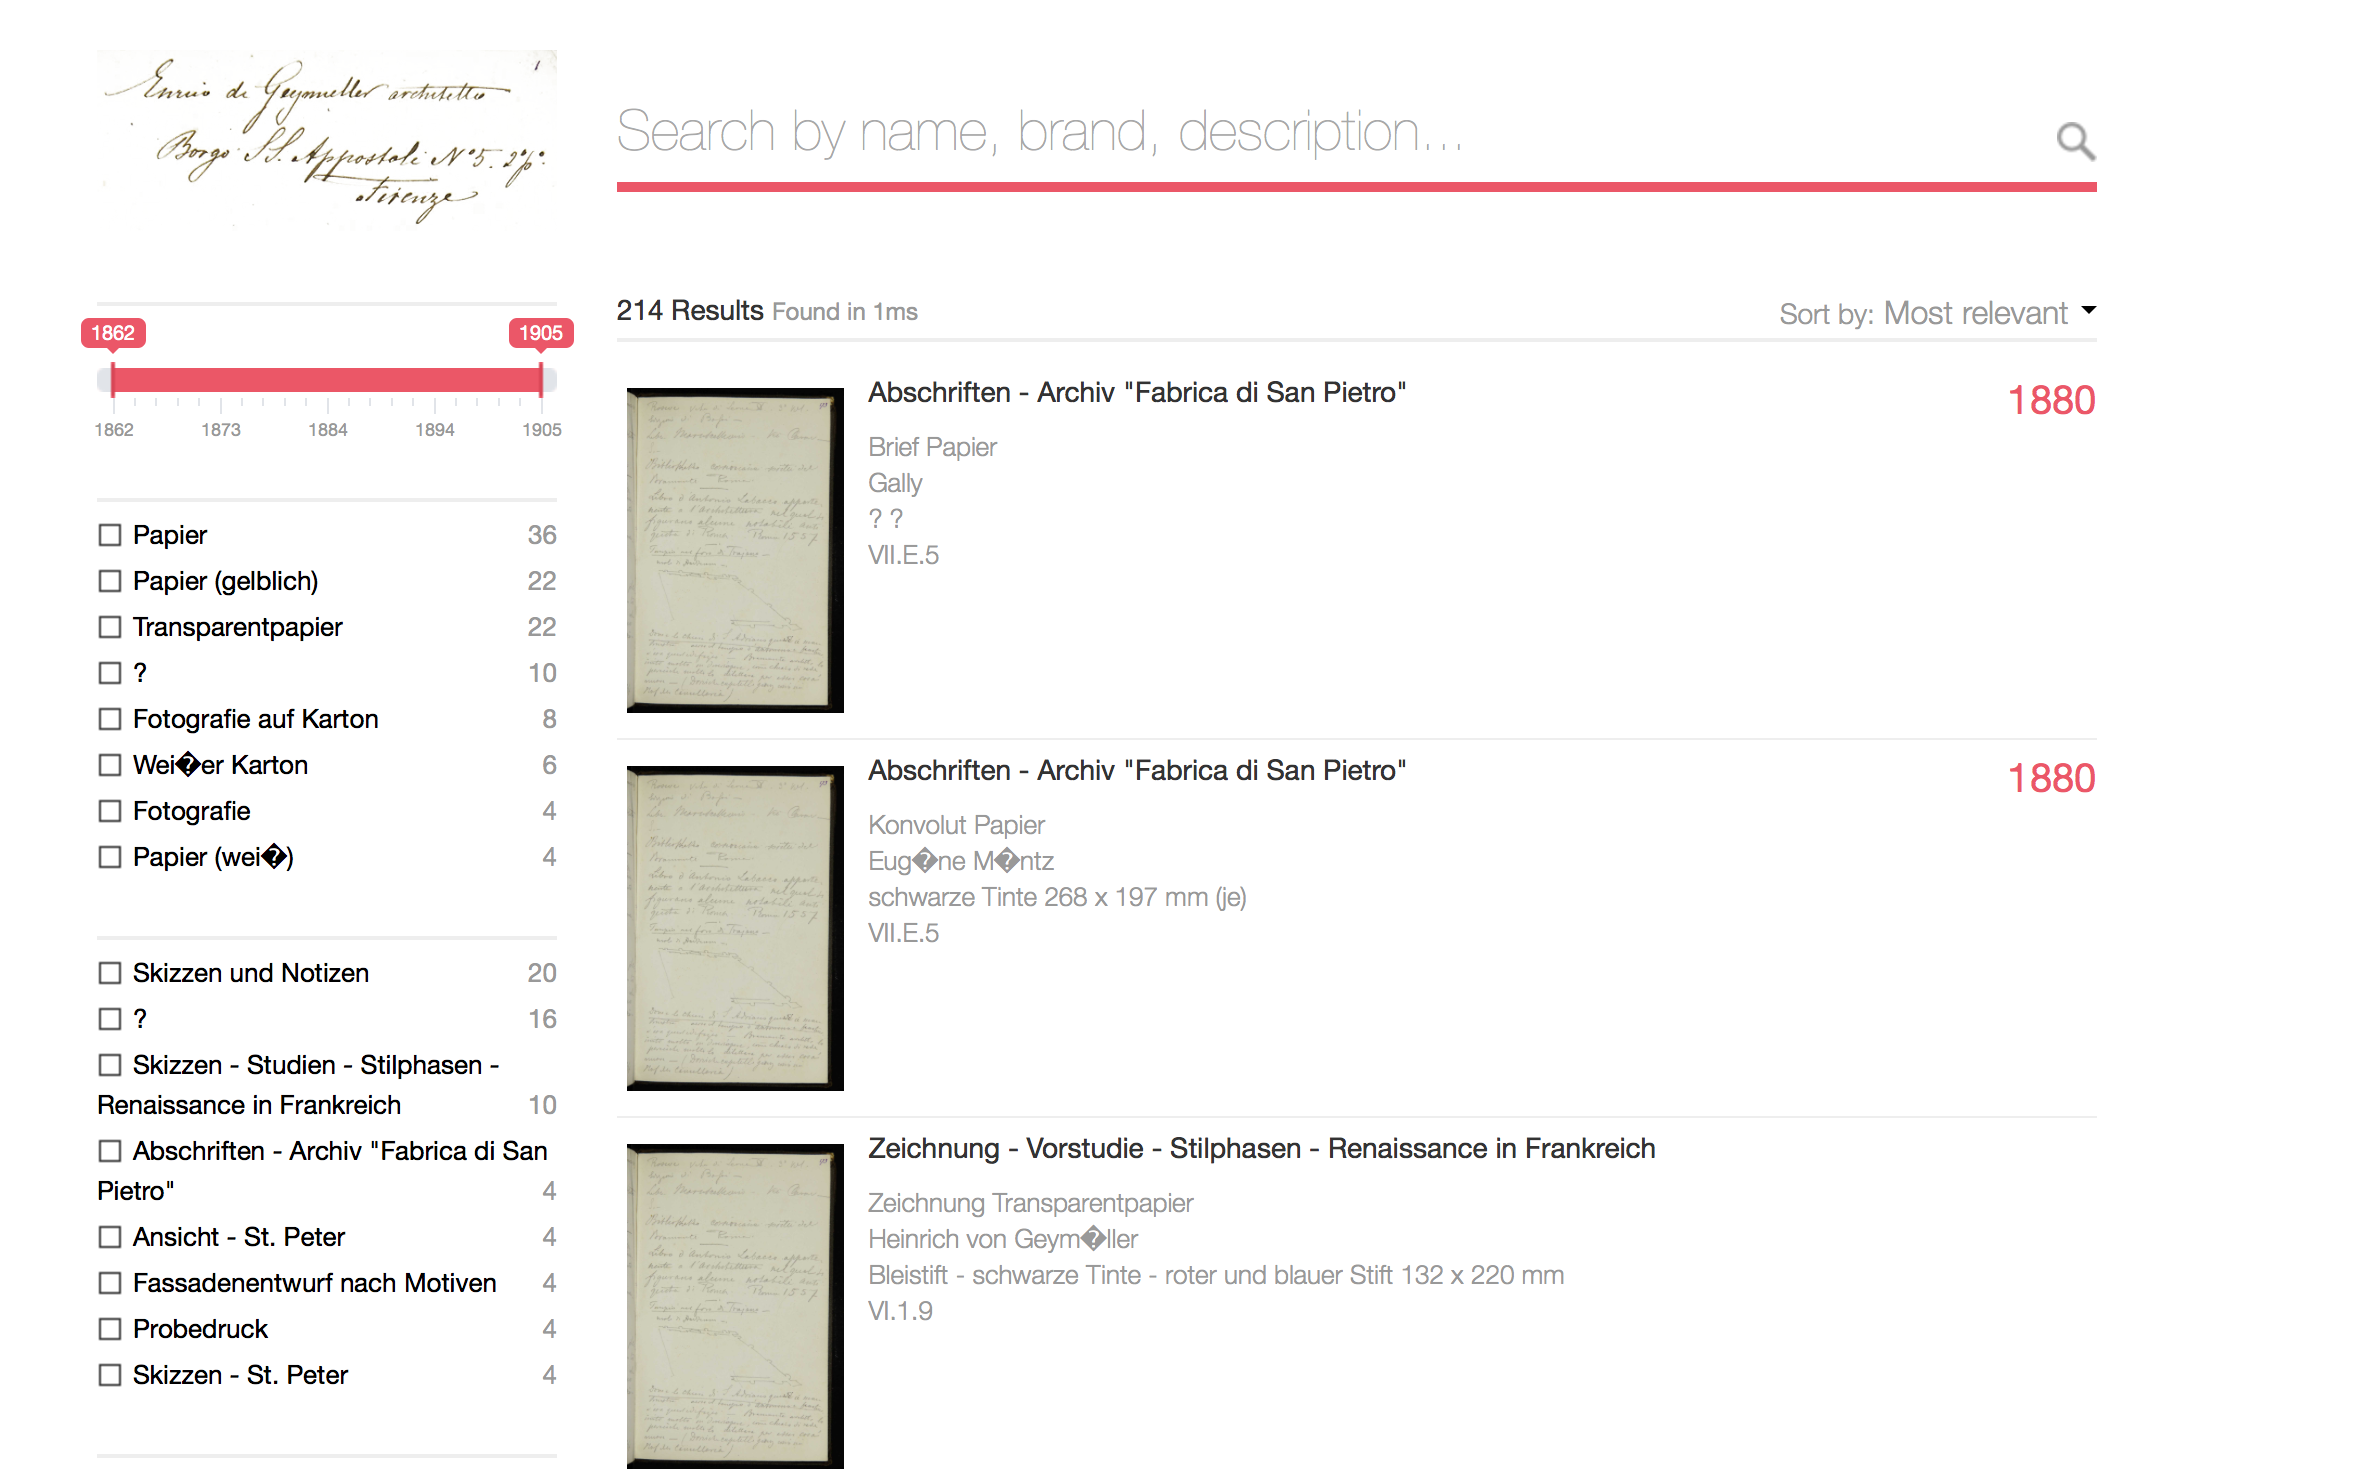 Enrico de Geymüller architetto
Borgo SS. Appostoli N° 5. 2° p°.
Firenze
Search by name, brand, description...
1862 1905
1862 1873 1884 1894 1905
Papier 36
Papier (gelblich) 22
Transparentpapier 22
? 10
Fotografie auf Karton 8
Wei�er Karton 6
Fotografie 4
Papier (wei�) 4
Skizzen und Notizen 20
? 16
Skizzen - Studien - Stilphasen -
Renaissance in Frankreich 10
Abschriften - Archiv "Fabrica di San
Pietro" 4
Ansicht - St. Peter 4
Fassadenentwurf nach Motiven 4
Probedruck 4
Skizzen - St. Peter 4
214 Results Found in 1ms
Sort by: Most relevant
Abschriften - Archiv "Fabrica di San Pietro" 1880
Brief Papier
Gally
? ?
VII.E.5
Abschriften - Archiv "Fabrica di San Pietro" 1880
Konvolut Papier
Eug�ne M�ntz
schwarze Tinte 268 x 197 mm (je)
VII.E.5
Zeichnung - Vorstudie - Stilphasen - Renaissance in Frankreich
Zeichnung Transparentpapier
Heinrich von Geym�ller
Bleistift - schwarze Tinte - roter und blauer Stift 132 x 220 mm
VI.1.9